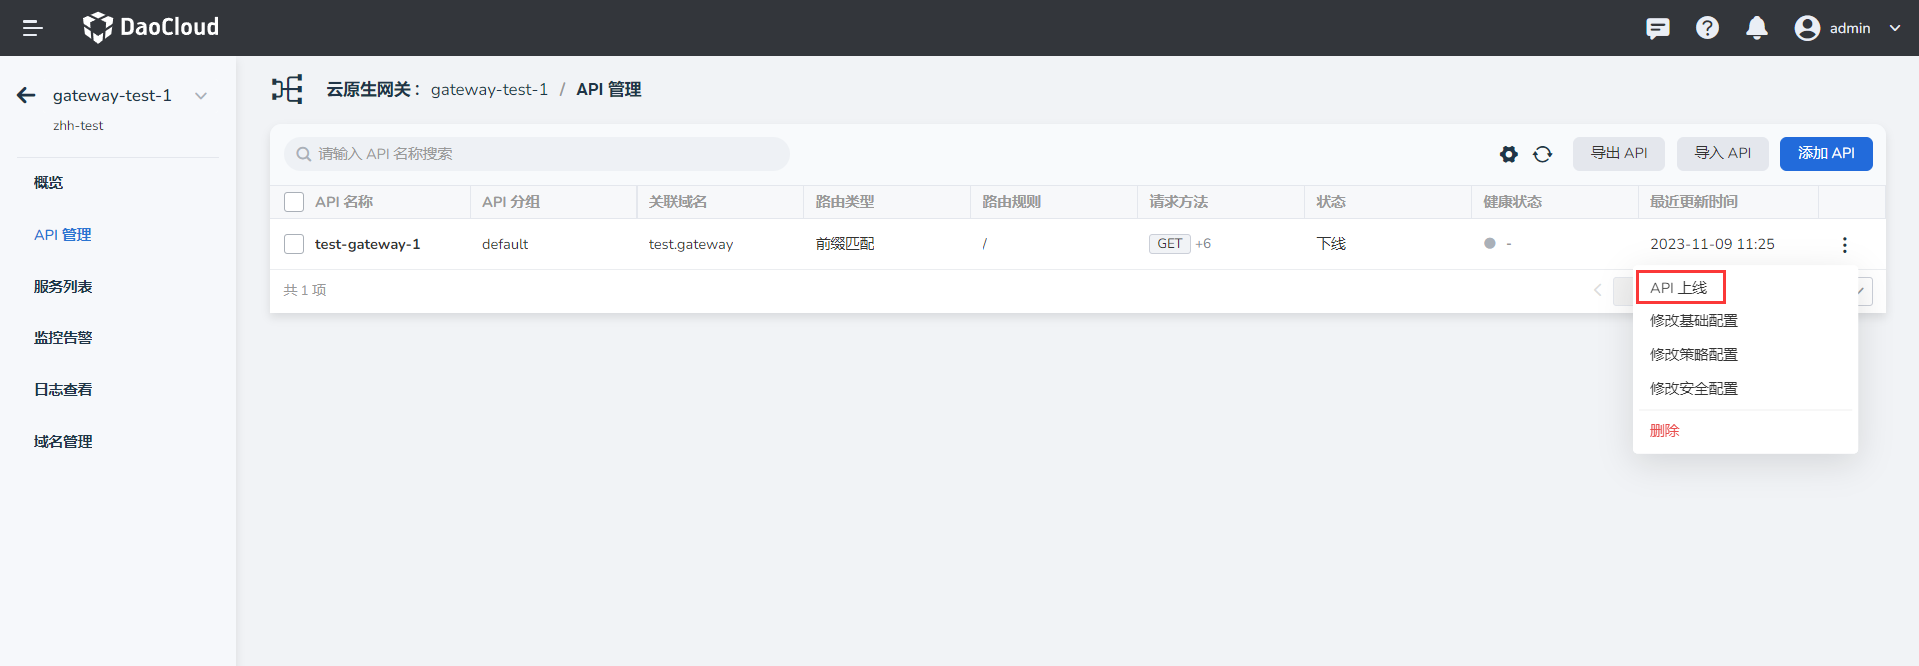 DaoCloud
admin
gateway-test-1
zhh-test
概览
API 管理
服务列表
监控告警
日志查看
域名管理
云原生网关： gateway-test-1 / API 管理
请输入 API 名称搜索
导出 API
导入 API
添加 API
API 名称 API 分组 关联域名 路由类型 路由规则 请求方法 状态 健康状态 最近更新时间
test-gateway-1 default test.gateway 前缀匹配 / GET +6 下线 - 2023-11-09 11:25
共 1 项
API 上线
修改基础配置
修改策略配置
修改安全配置
删除